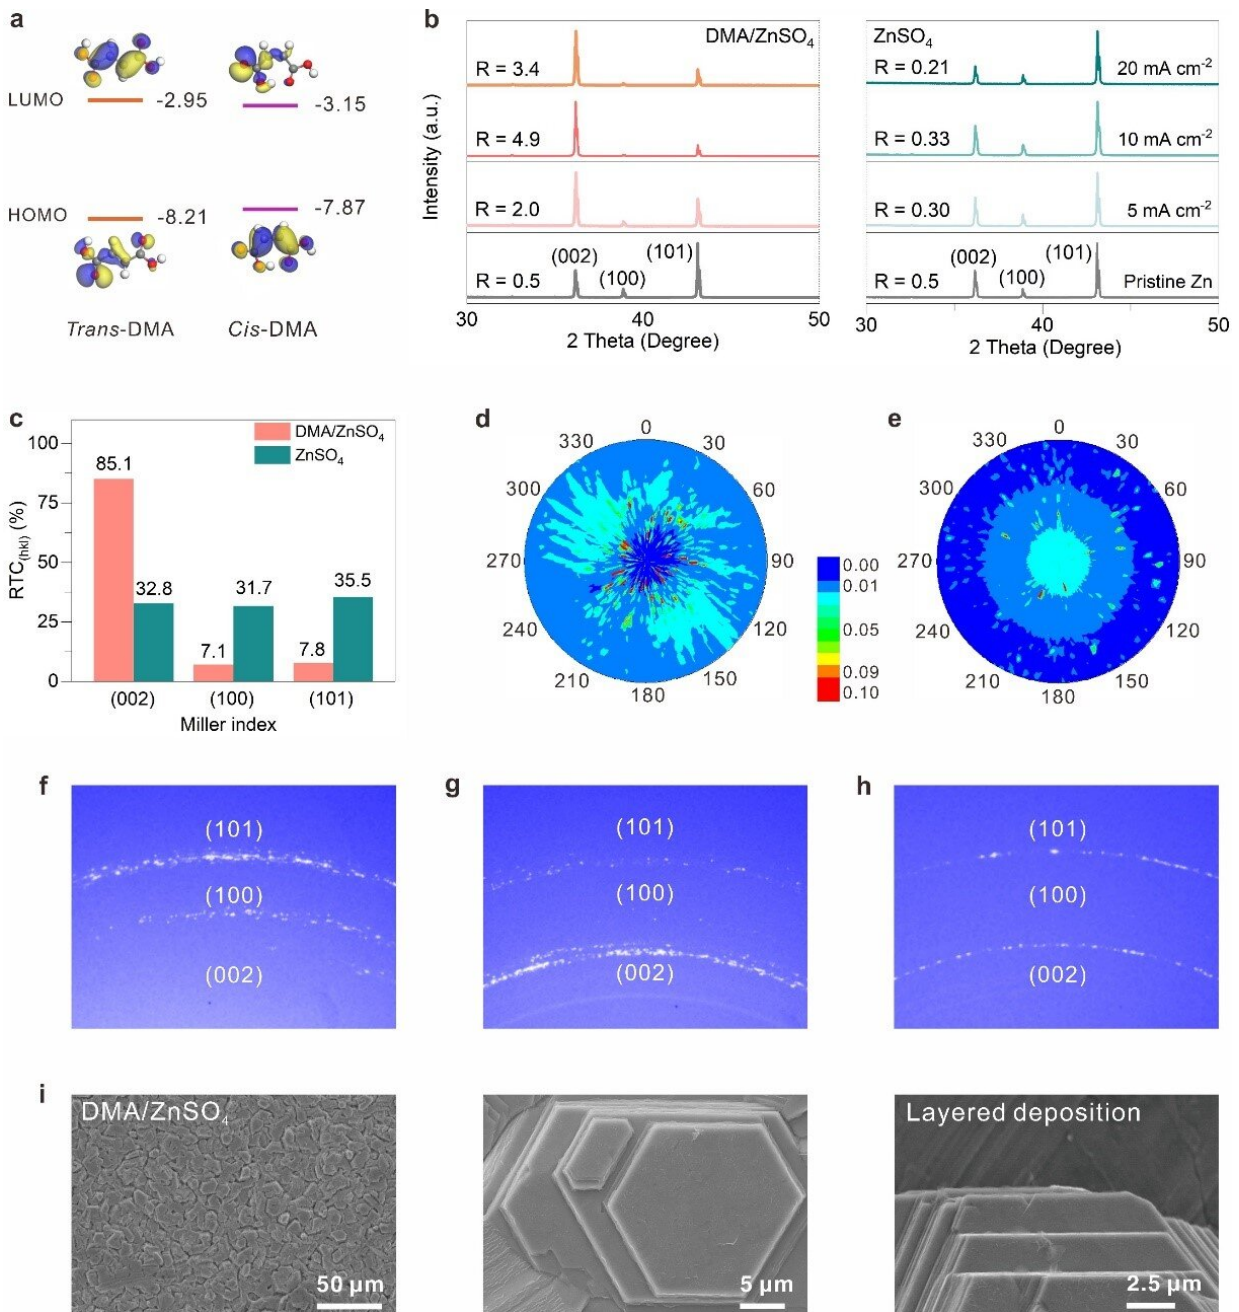 a
LUMO
-2.95
-3.15
HOMO
-8.21
-7.87
Trans-DMA
Cis-DMA
b
Intensity (a.u.)
DMA/ZnSO₄
R = 3.4
R = 4.9
R = 2.0
R = 0.5
(002)
(100)
(101)
30
40
50
2 Theta (Degree)
ZnSO₄
R = 0.21
20 mA cm⁻²
R = 0.33
10 mA cm⁻²
R = 0.30
5 mA cm⁻²
R = 0.5
(002)
(100)
(101)
Pristine Zn
30
40
50
2 Theta (Degree)
c
RTC(hkl) (%)
100
75
50
25
0
DMA/ZnSO₄
ZnSO₄
85.1
32.8
7.1
31.7
7.8
35.5
(002)
(100)
(101)
Miller index
d
0
30
60
90
120
150
180
210
240
270
300
330
0.00
0.01
0.05
0.09
0.10
e
0
30
60
90
120
150
180
210
240
270
300
330
f
(101)
(100)
(002)
g
(101)
(100)
(002)
h
(101)
(100)
(002)
i
DMA/ZnSO₄
50 μm
5 μm
Layered deposition
2.5 μm